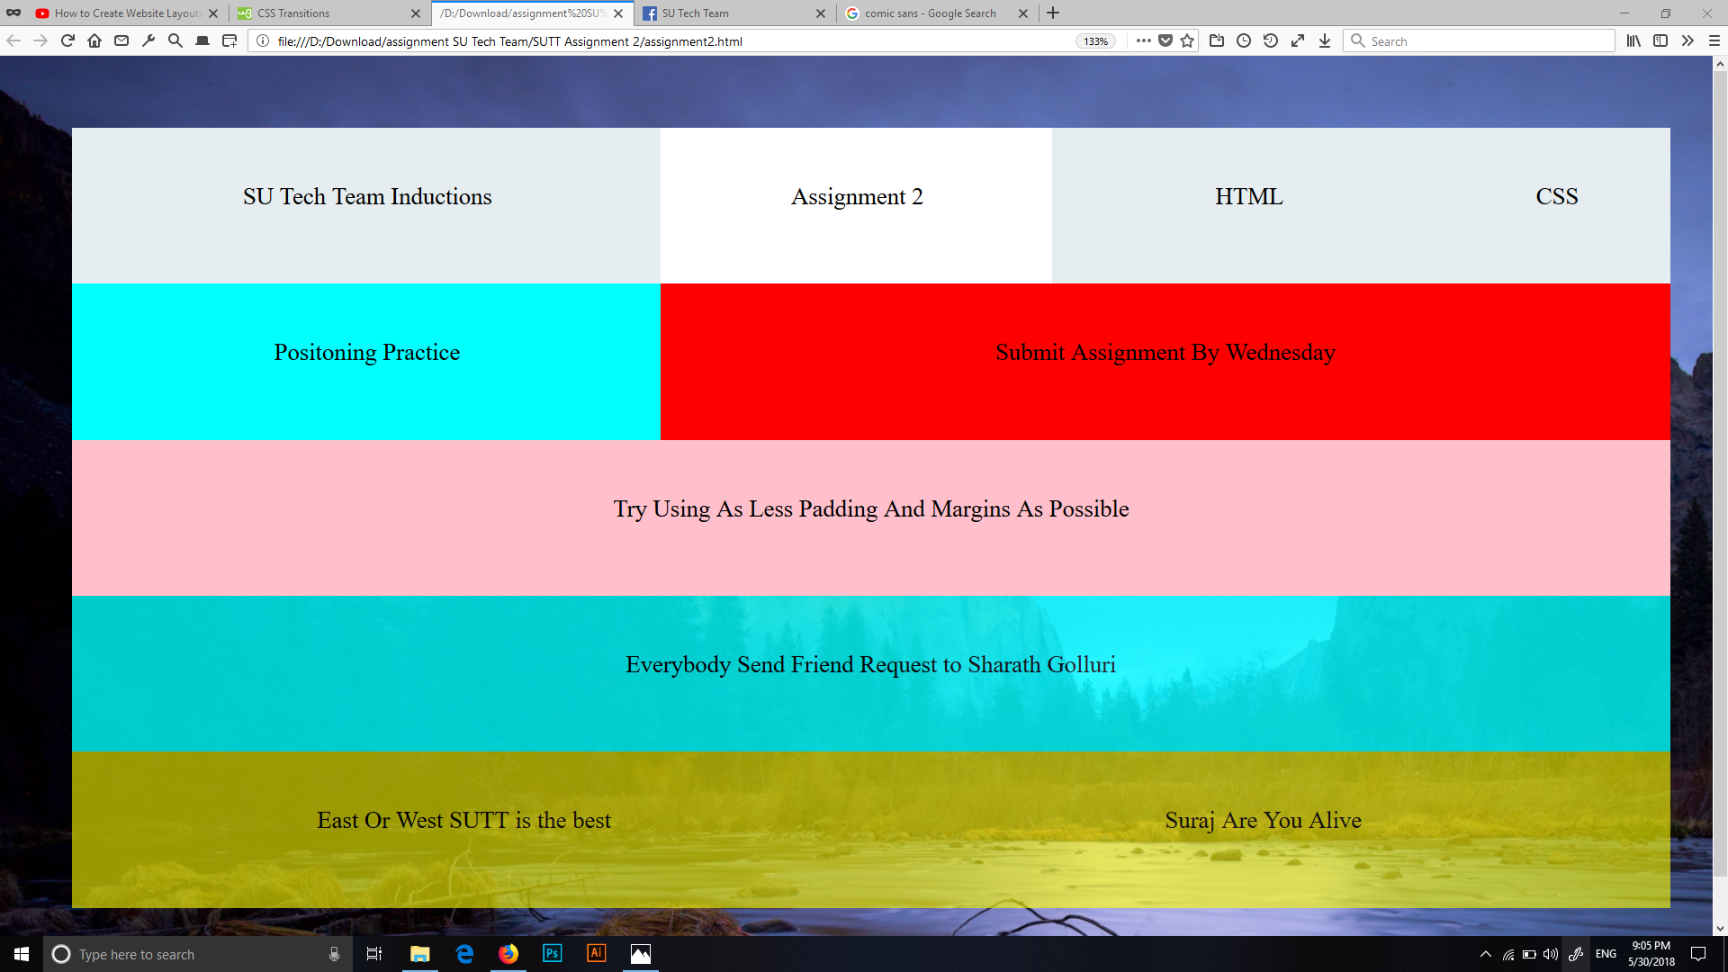 How to Create Website Layouts
CSS Transitions
/D:/Download/assignment%20SU%
SU Tech Team
comic sans - Google Search
file:///D:/Download/assignment SU Tech Team/SUTT Assignment 2/assignment2.html
133%
Search
SU Tech Team Inductions
Assignment 2
HTML
CSS
Positoning Practice
Submit Assignment By Wednesday
Try Using As Less Padding And Margins As Possible
Everybody Send Friend Request to Sharath Golluri
East Or West SUTT is the best
Suraj Are You Alive
Type here to search
Ps
Ai
ENG
9:05 PM
5/30/2018